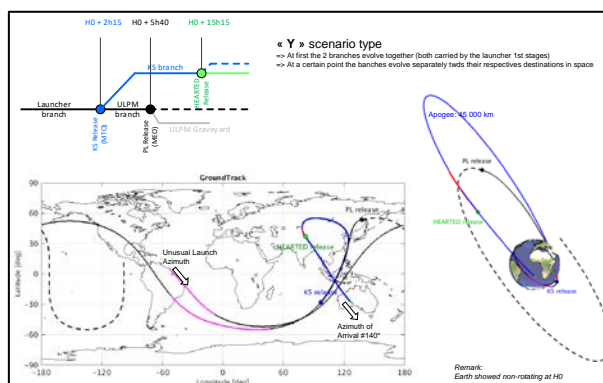 H0 + 2h15
H0 + 5h40
H0 + 15h15
« Y » scenario type
=> At first the 2 branches evolve together (both carried by the launcher 1st stages)
=> At a certain point the banches evolve separately twds their respectives destinations in space
KS branch
Launcher
branch
ULPM
branch
KS Release
(MTO)
PL Release
(MEO)
HEARTED
Release
ULPM Graveyard
Apogee: 45 000 km
PL release
HEARTED release
KS release
GroundTrack
Latitude [deg]
90
60
30
0
-30
-60
-90
PL release
HEARTED release
Unusual Launch
Azimuth
KS release
Azimuth of
Arrival #140°
-180
-120
-60
0
60
120
180
Remark:
Earth showed non-rotating at H0